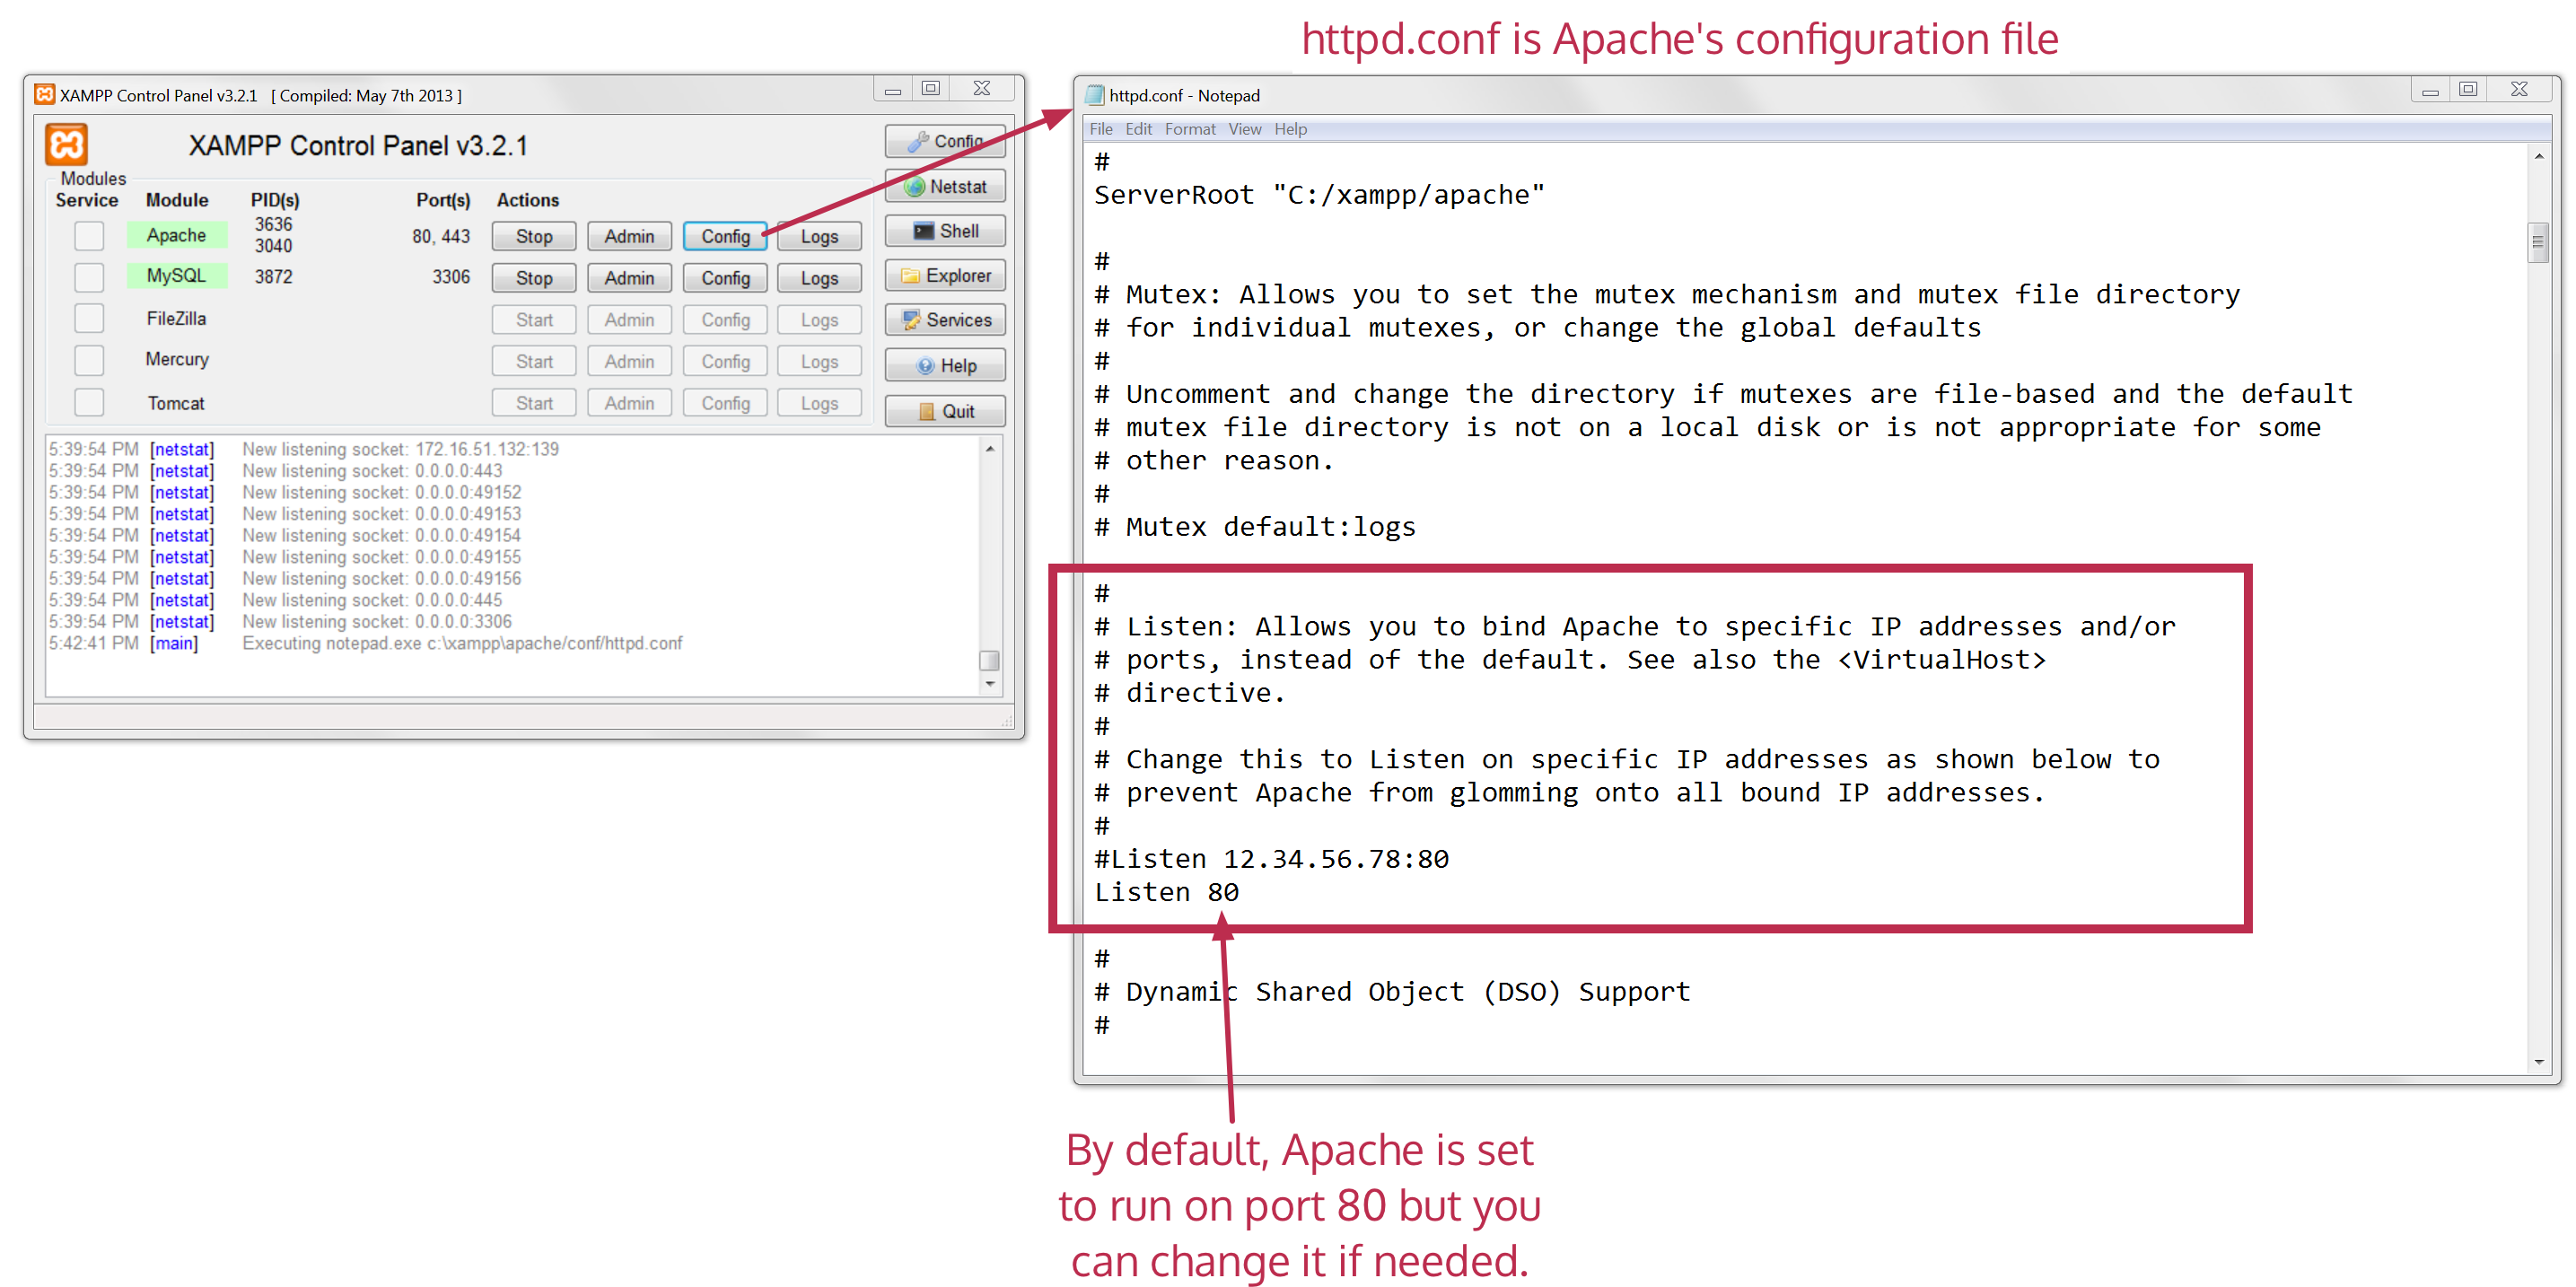 httpd.conf is Apache's configuration file
XAMPP Control Panel v3.2.1 [ Compiled: May 7th 2013 ]
XAMPP Control Panel v3.2.1
Modules
Service Module PID(s) Port(s) Actions
Apache 3636 3040 80, 443 Stop Admin Config Logs
MySQL 3872 3306 Stop Admin Config Logs
FileZilla Start Admin Config Logs
Mercury Start Admin Config Logs
Tomcat Start Admin Config Logs
Config
Netstat
Shell
Explorer
Services
Help
Quit
5:39:54 PM [netstat] New listening socket: 172.16.51.132:139
5:39:54 PM [netstat] New listening socket: 0.0.0.0:443
5:39:54 PM [netstat] New listening socket: 0.0.0.0:49152
5:39:54 PM [netstat] New listening socket: 0.0.0.0:49153
5:39:54 PM [netstat] New listening socket: 0.0.0.0:49154
5:39:54 PM [netstat] New listening socket: 0.0.0.0:49155
5:39:54 PM [netstat] New listening socket: 0.0.0.0:49156
5:39:54 PM [netstat] New listening socket: 0.0.0.0:445
5:39:54 PM [netstat] New listening socket: 0.0.0.0:3306
5:42:41 PM [main] Executing notepad.exe c:\xampp\apache/conf/httpd.conf
httpd.conf - Notepad
File Edit Format View Help
#
ServerRoot "C:/xampp/apache"
#
# Mutex: Allows you to set the mutex mechanism and mutex file directory
# for individual mutexes, or change the global defaults
#
# Uncomment and change the directory if mutexes are file-based and the default
# mutex file directory is not on a local disk or is not appropriate for some
# other reason.
#
# Mutex default:logs
#
# Listen: Allows you to bind Apache to specific IP addresses and/or
# ports, instead of the default. See also the <VirtualHost>
# directive.
#
# Change this to Listen on specific IP addresses as shown below to
# prevent Apache from glomming onto all bound IP addresses.
#
#Listen 12.34.56.78:80
Listen 80
#
# Dynamic Shared Object (DSO) Support
#
By default, Apache is set
to run on port 80 but you
can change it if needed.